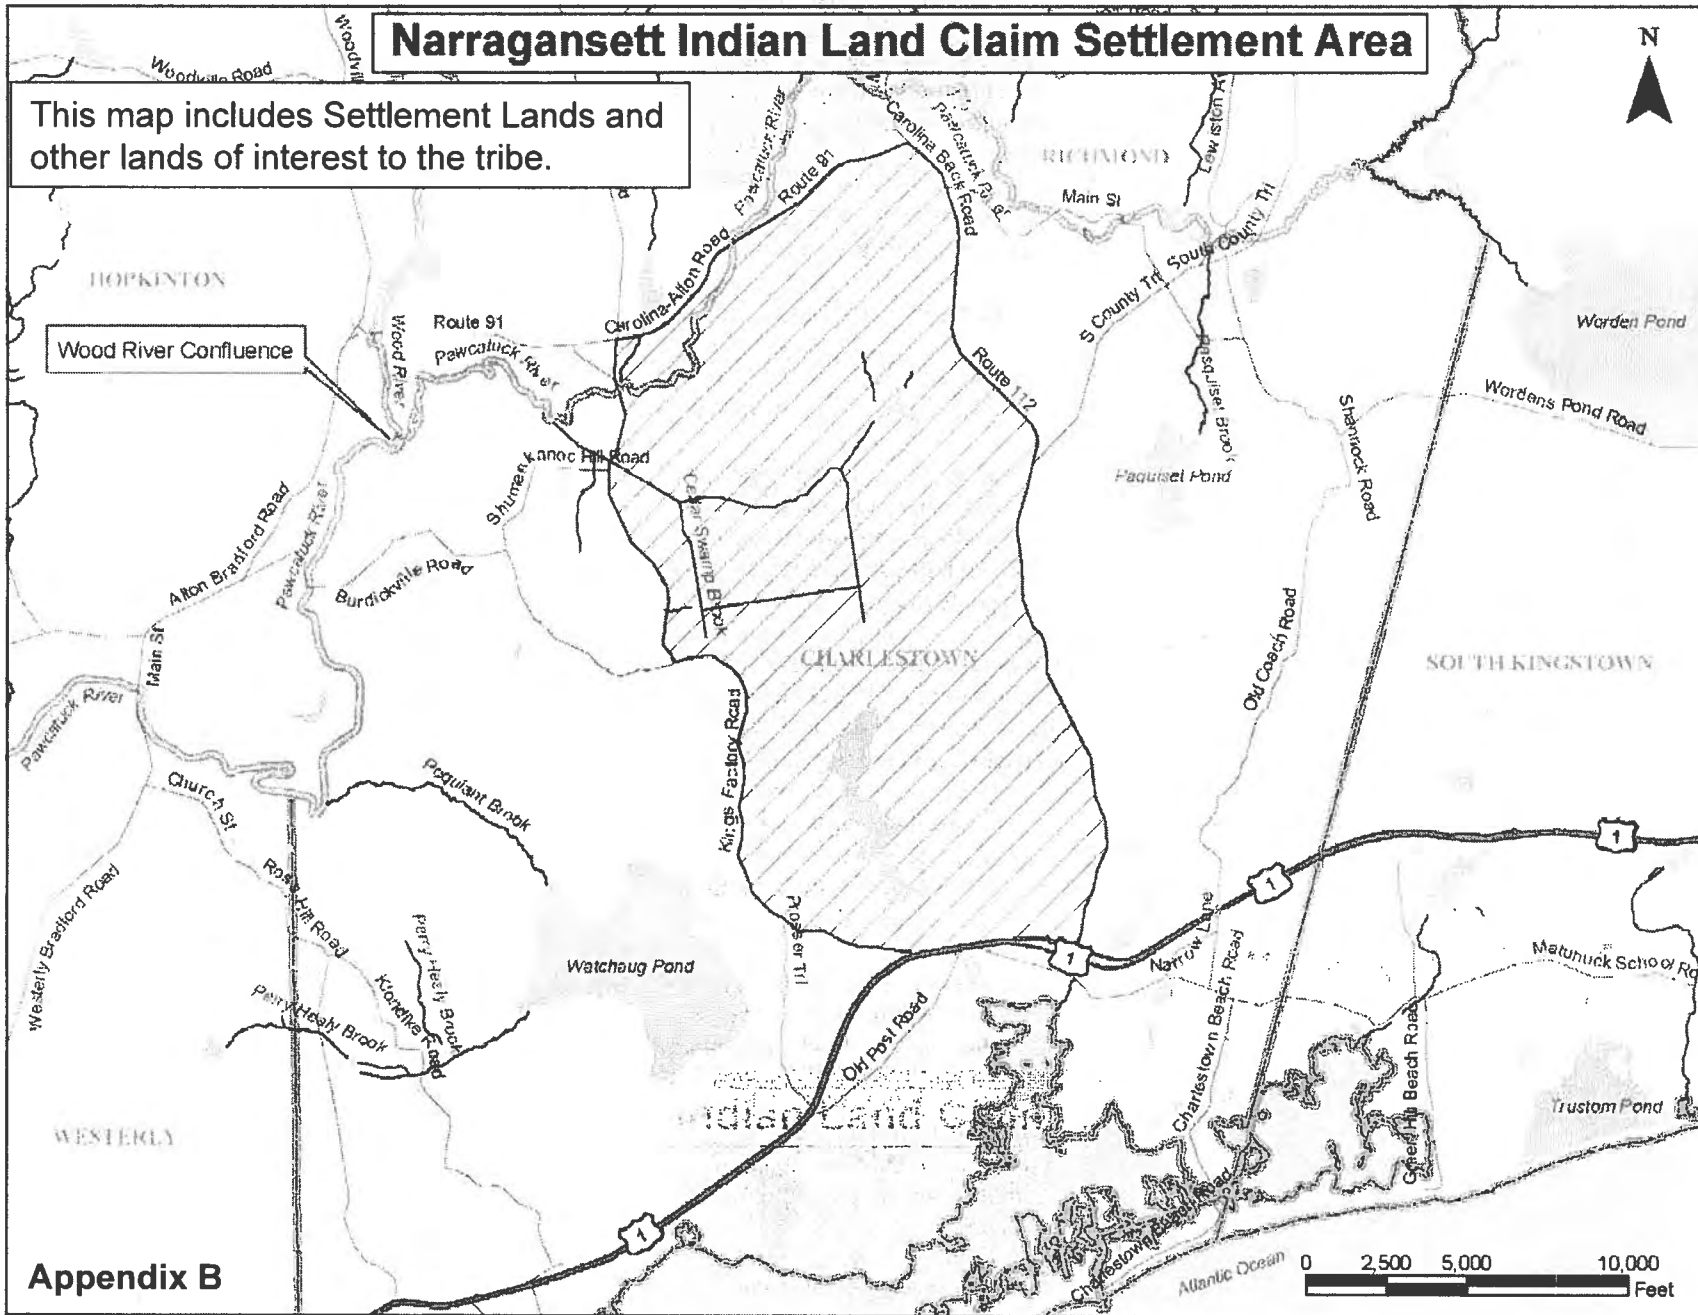 Narragansett Indian Land Claim Settlement Area
N
This map includes Settlement Lands and
other lands of interest to the tribe.
Woodville Road
Pawcatuck River
Route 91
Carolina Back Road
Pawcatuck River
RICHMOND
Main St
S County Trl
South County Trl
HOPKINTON
Wood River Confluence
Wood River
Route 91
Pawcatuck River
Carolina-Alton Road
Route 112
Pasquiset Brook
Worden Pond
Wordens Pond Road
Shannock Road
Paquiset Pond
Shumenkanoc Hill Road
Cedar Swamp Brook
Alton Bradford Road
Pawcatuck River
Burdickville Road
Main St
Pawcatuck River
CHARLESTOWN
Old Coach Road
SOUTH KINGSTOWN
Kings Factory Road
Church St
Poquiant Brook
Ross Hill Road
Westerly Bradford Road
Perry Healy Brook
Perry Healy Brook
Klondike Road
Watchaug Pond
Prosser Trl
Old Post Road
1
1
1
1
Narrow Lane
Charlestown Beach Road
Matunuck School Ro
Green Hill Beach Road
Trustom Pond
WESTERLY
Charlestown Beach Road
Atlantic Ocean
Appendix B
0 2,500 5,000 10,000
Feet